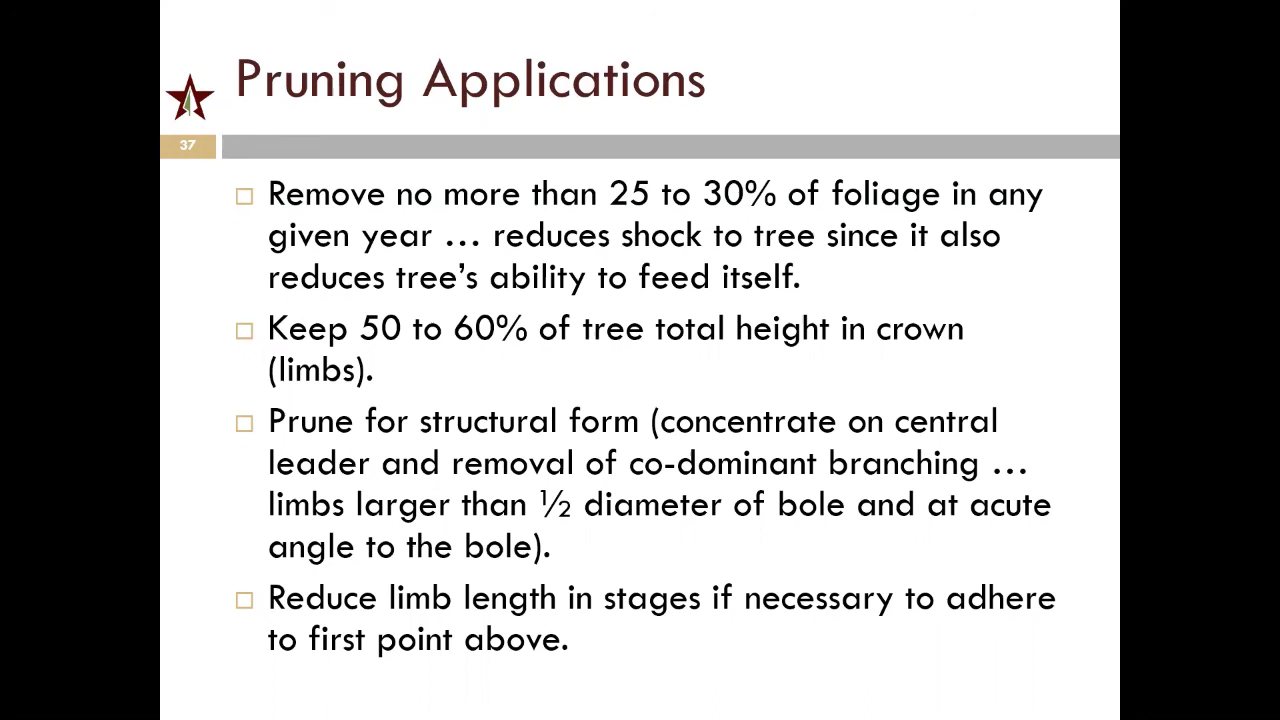 Pruning Applications
37
Remove no more than 25 to 30% of foliage in any
given year … reduces shock to tree since it also
reduces tree’s ability to feed itself.
Keep 50 to 60% of tree total height in crown
(limbs).
Prune for structural form (concentrate on central
leader and removal of co-dominant branching …
limbs larger than ½ diameter of bole and at acute
angle to the bole).
Reduce limb length in stages if necessary to adhere
to first point above.